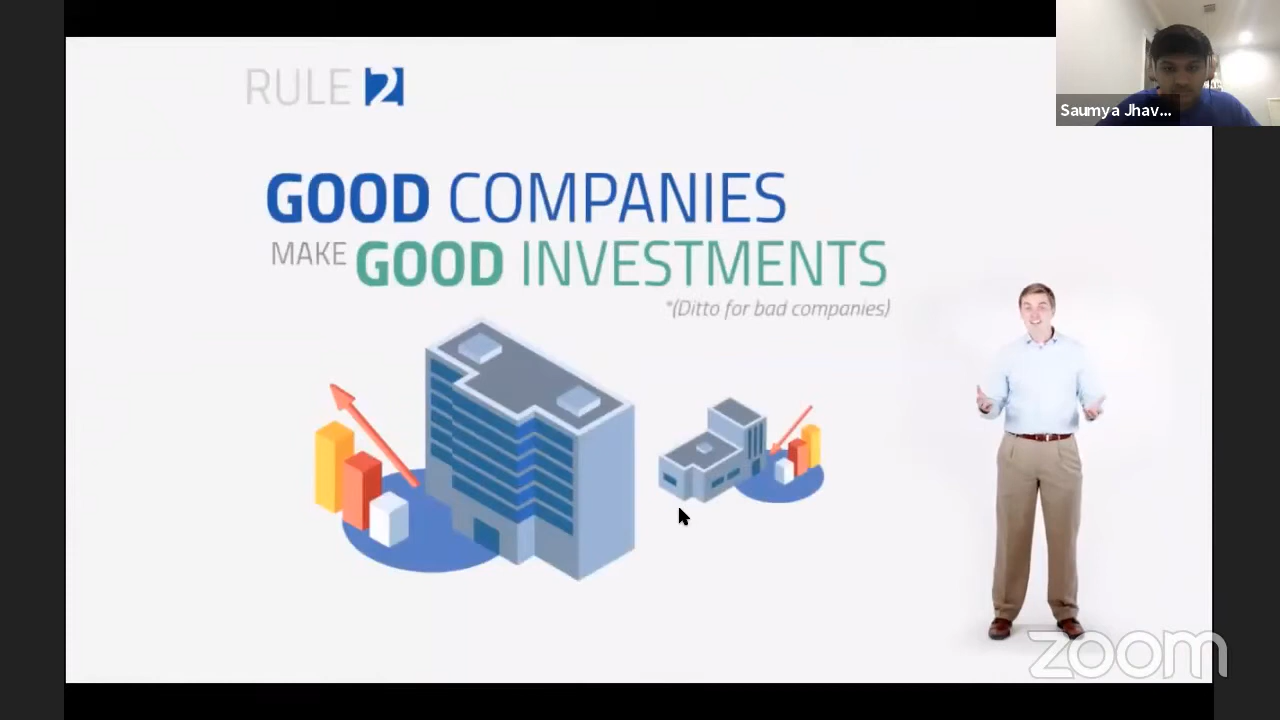 RULE 2
Saumya Jhav...
GOOD COMPANIES
MAKE GOOD INVESTMENTS
*(Ditto for bad companies)
zoom